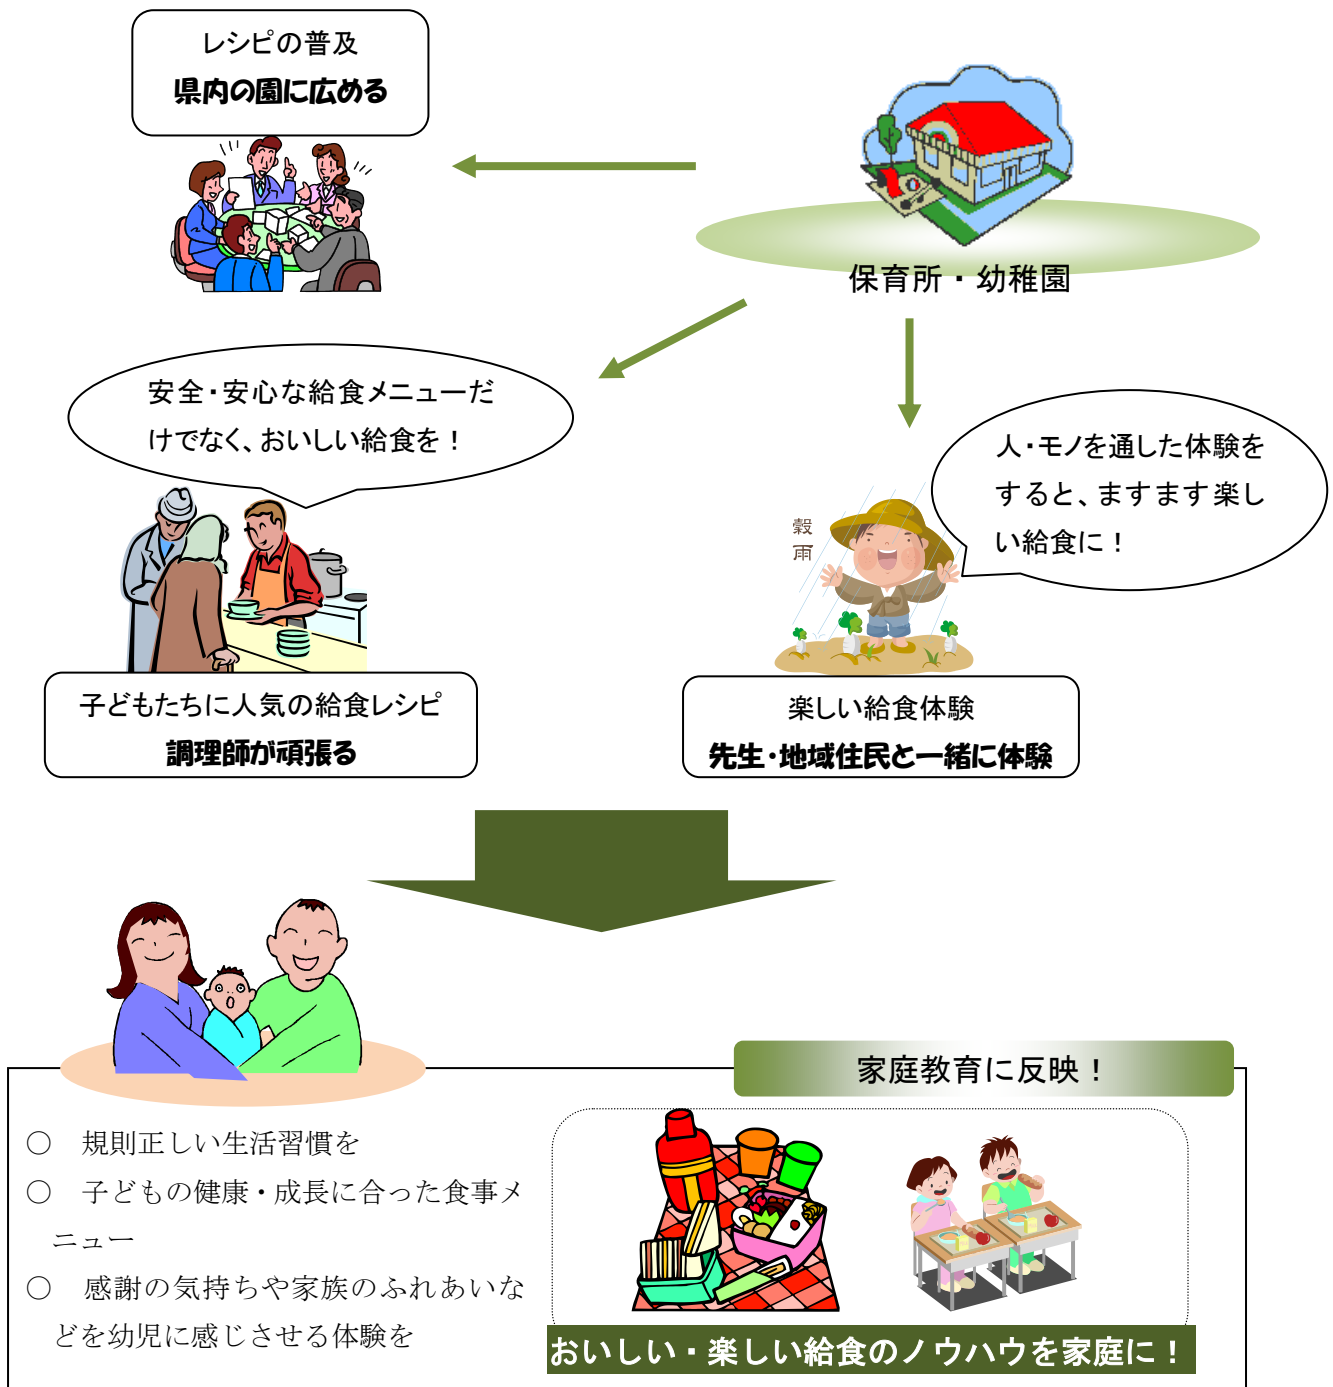 レシピの普及
県内の園に広める
保育所・幼稚園
安全・安心な給食メニューだ
けでなく、おいしい給食を！
人・モノを通した体験を
すると、ますます楽し
い給食に！
穀
雨
子どもたちに人気の給食レシピ
調理師が頑張る
楽しい給食体験
先生・地域住民と一緒に体験
家庭教育に反映！
○　規則正しい生活習慣を
○　子どもの健康・成長に合った食事メ
ニュー
○　感謝の気持ちや家族のふれあいな
どを幼児に感じさせる体験を
おいしい・楽しい給食のノウハウを家庭に！